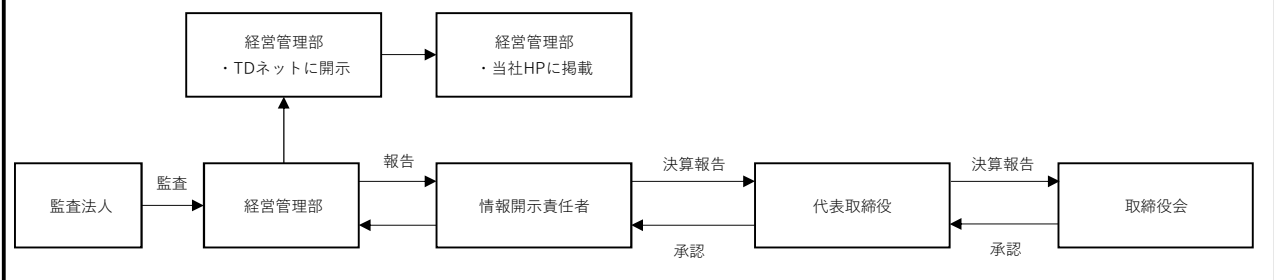 経営管理部
・TDネットに開示
経営管理部
・当社HPに掲載
監査法人
監査
経営管理部
報告
情報開示責任者
決算報告
承認
代表取締役
決算報告
承認
取締役会